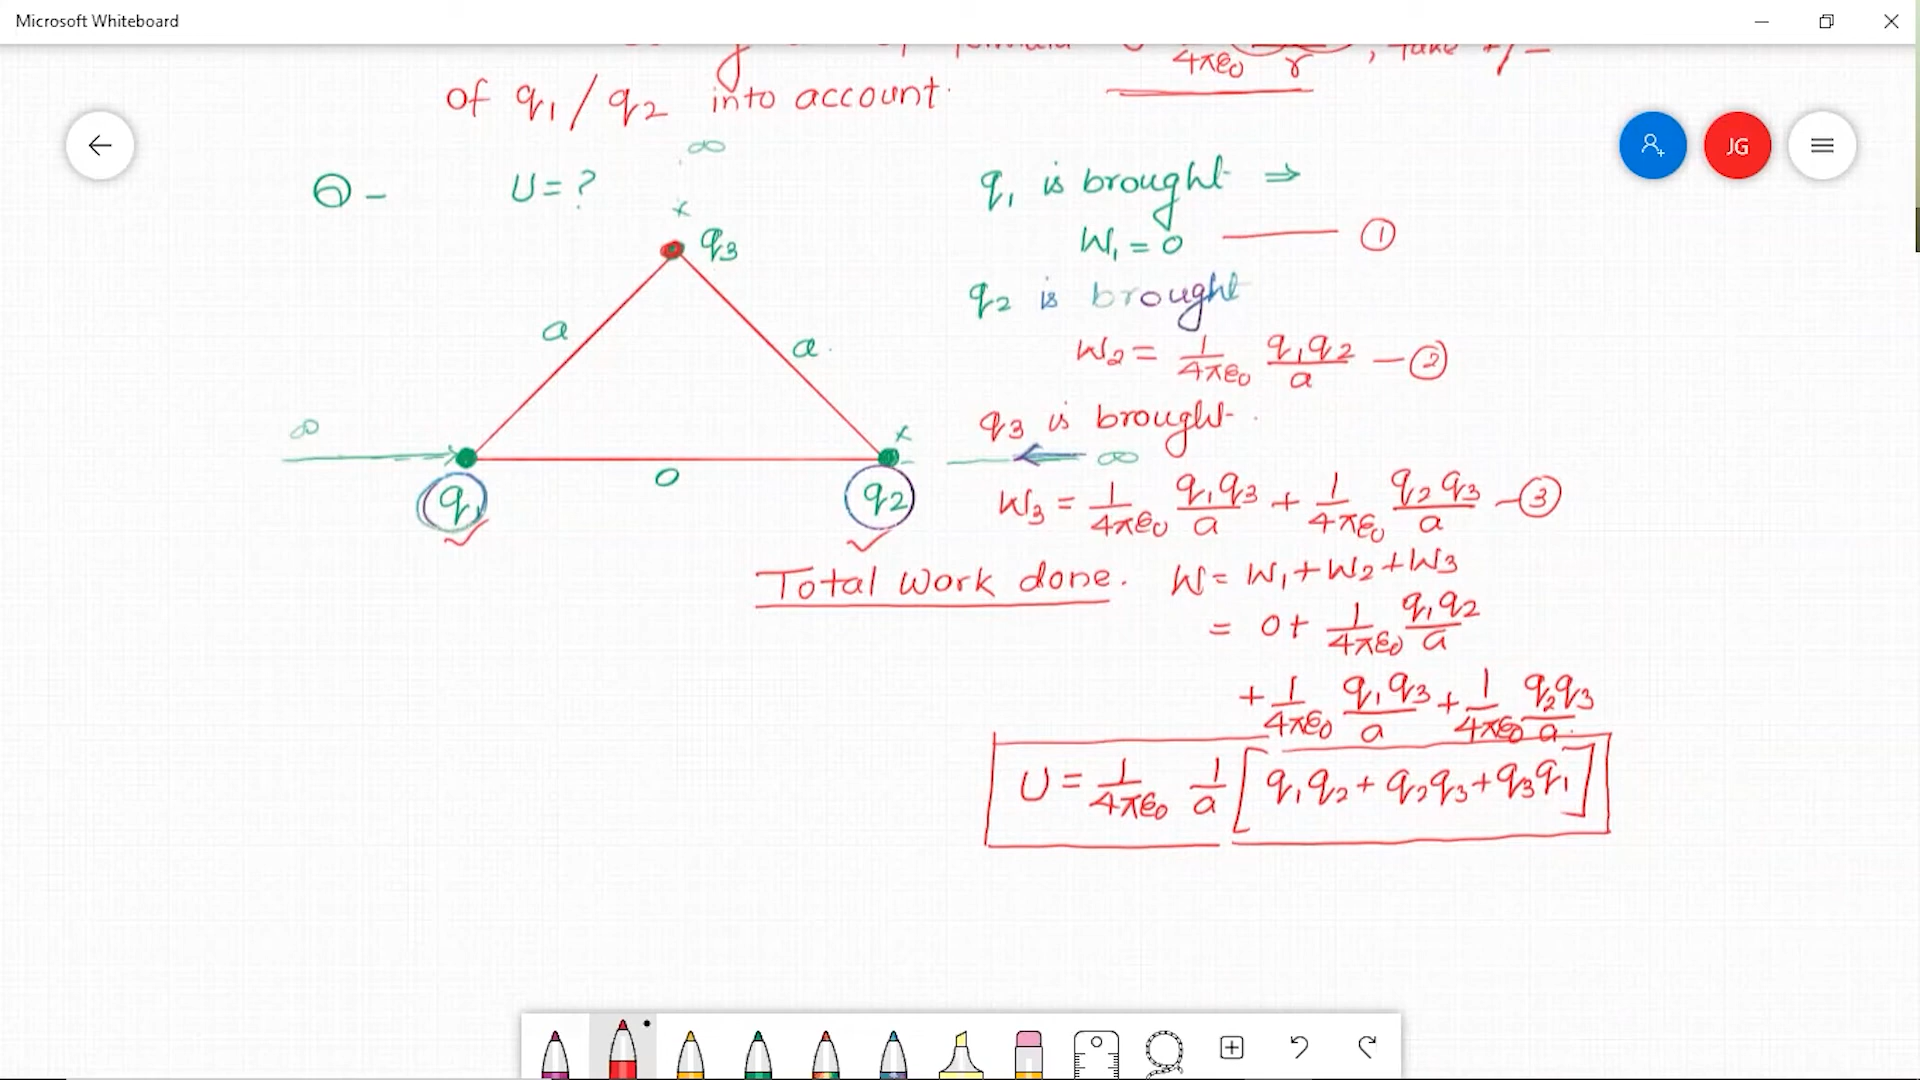 Microsoft Whiteboard
4πε0 r , take +/-
of q1/q2 into account.
JG
Q - U = ?
∞
x
q3
a
a
∞
x
∞
q1
o
q2
q1 is brought ⇒
W1 = 0 ——— ①
q2 is brought
W2 = 1/4πε0 q1q2/a — ②
q3 is brought.
W3 = 1/4πε0 q1q3/a + 1/4πε0 q2q3/a — ③
Total work done. W = W1+W2+W3
= 0+ 1/4πε0 q1q2/a
+ 1/4πε0 q1q3/a + 1/4πε0 q2q3/a.
U = 1/4πε0 1/a [q1q2 + q2q3 + q3q1]